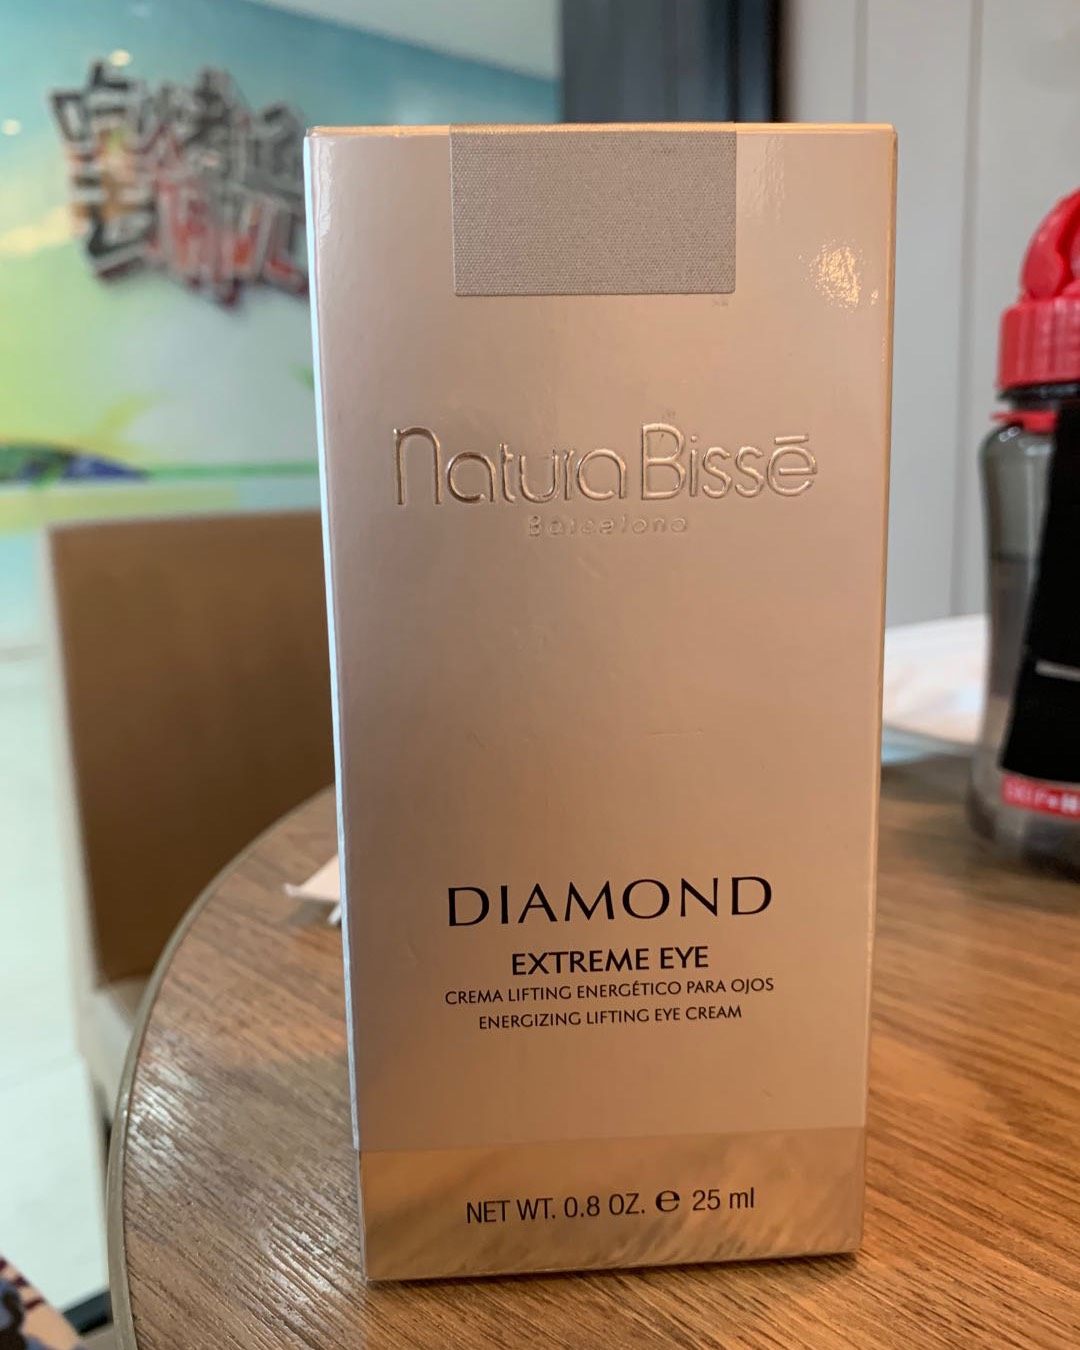 Natura Bissé
Barcelona
DIAMOND
EXTREME EYE
CREMA LIFTING ENERGÉTICO PARA OJOS
ENERGIZING LIFTING EYE CREAM
NET WT. 0.8 OZ. ℮ 25 ml